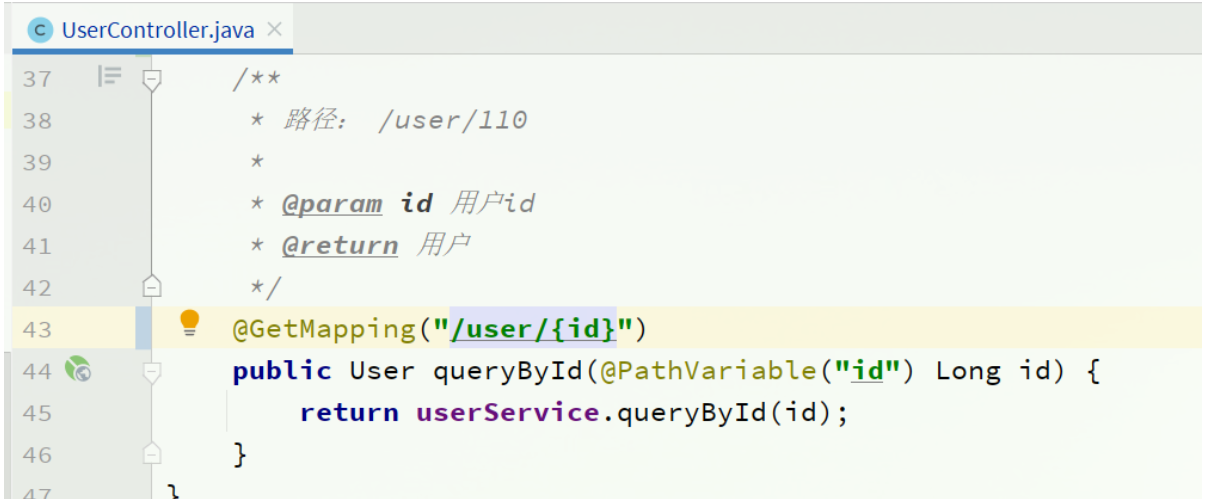 UserController.java
37 /**
38 * 路径： /user/110
39 *
40 * @param id 用户id
41 * @return 用户
42 */
43 @GetMapping("/user/{id}")
44 public User queryById(@PathVariable("id") Long id) {
45 return userService.queryById(id);
46 }
47 }